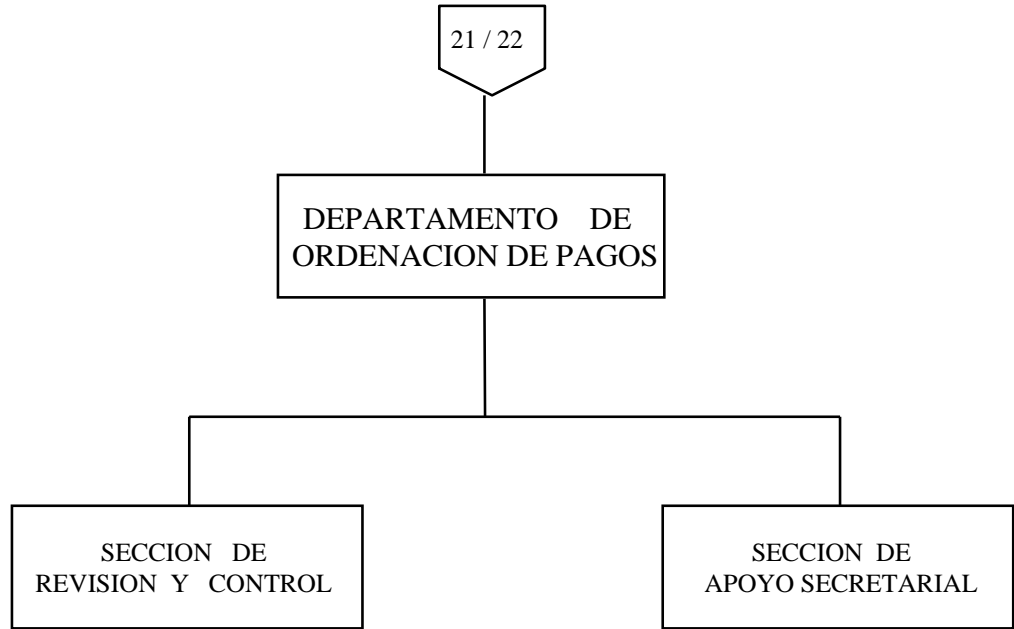 21 / 22
DEPARTAMENTO DE
ORDENACION DE PAGOS
SECCION DE
REVISION Y CONTROL
SECCION DE
APOYO SECRETARIAL